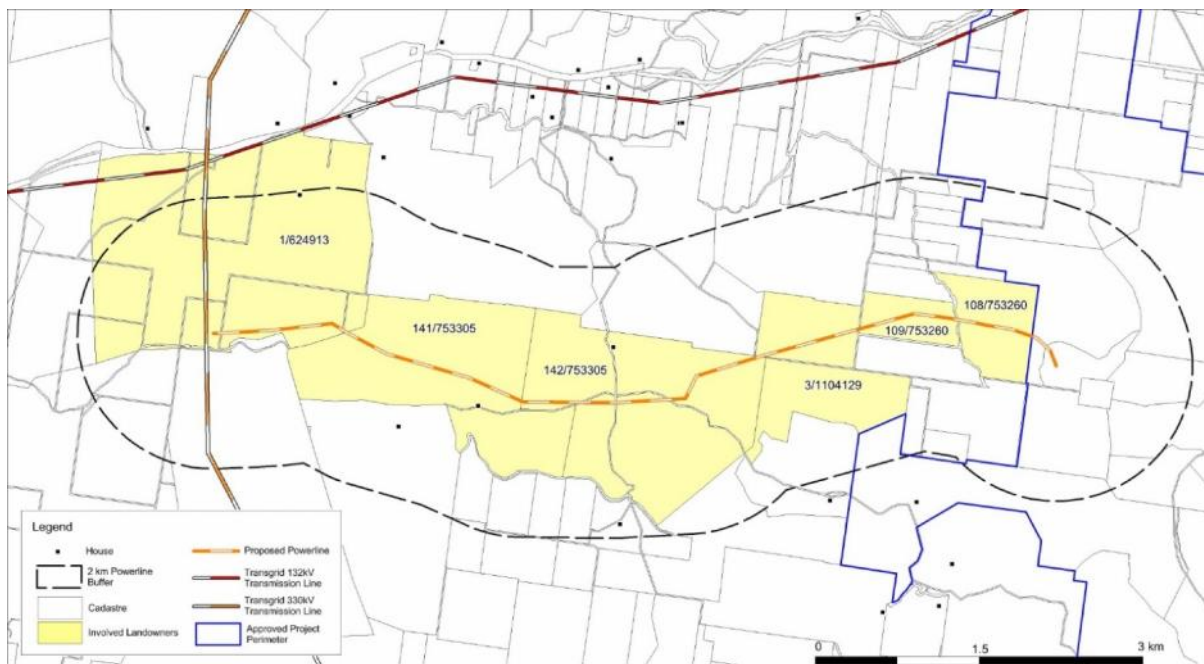 1/624913
108/753260
109/753260
141/753305
142/753305
3/1104129
Legend
House
2 km Powerline
Buffer
Cadastre
Involved Landowners
Proposed Powerline
Transgrid 132kV
Transmission Line
Transgrid 330kV
Transmission Line
Approved Project
Perimeter
0
1.5
3 km